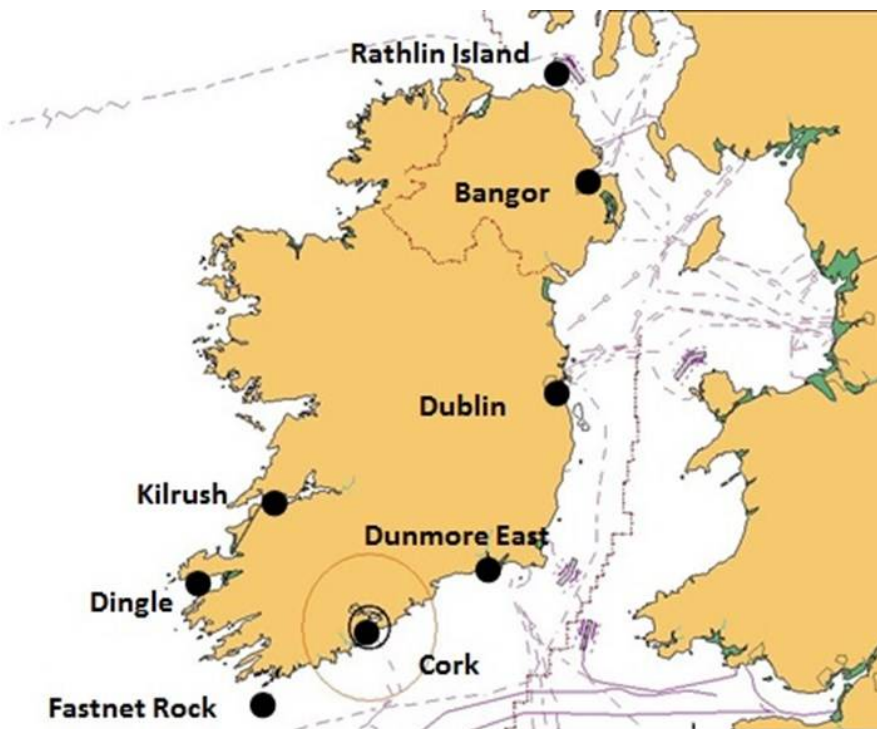 Rathlin Island
Bangor
Dublin
Kilrush
Dunmore East
Dingle
Cork
Fastnet Rock